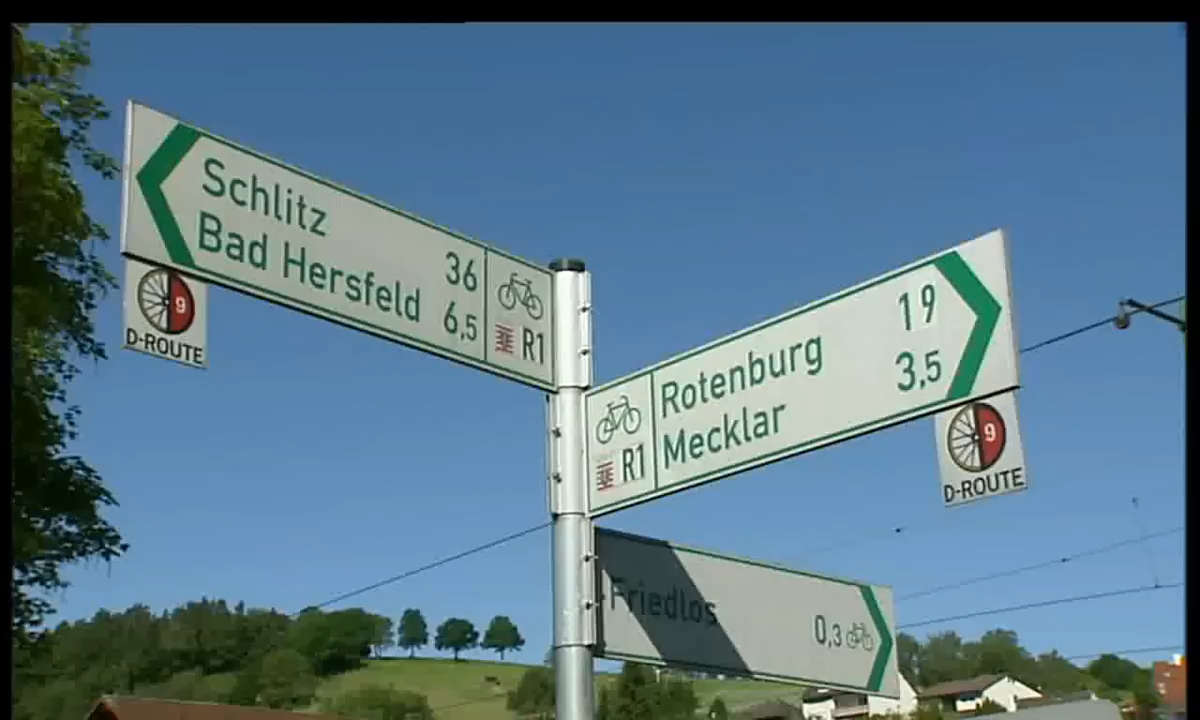 Schlitz 36
Bad Hersfeld 6,5
R1
9
D-ROUTE
Rotenburg 19
Mecklar 3,5
R1
9
D-ROUTE
Friedlos 0,3